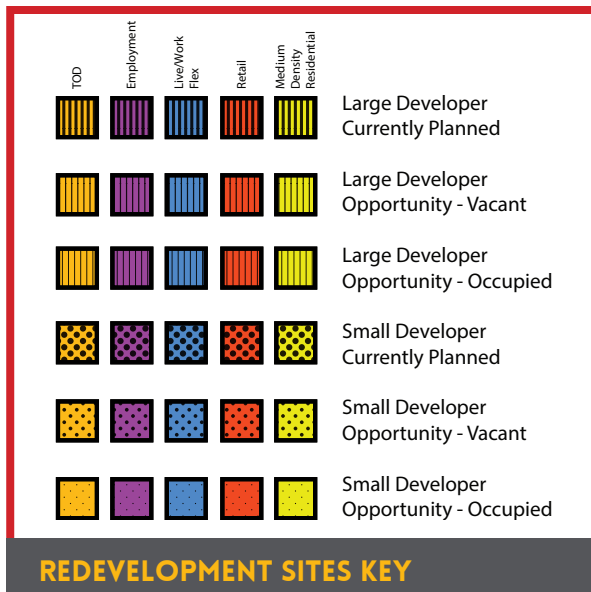 TOD
Employment
Live/Work
Flex
Retail
Medium
Density
Residential
Large Developer
Currently Planned
Large Developer
Opportunity - Vacant
Large Developer
Opportunity - Occupied
Small Developer
Currently Planned
Small Developer
Opportunity - Vacant
Small Developer
Opportunity - Occupied
REDEVELOPMENT SITES KEY